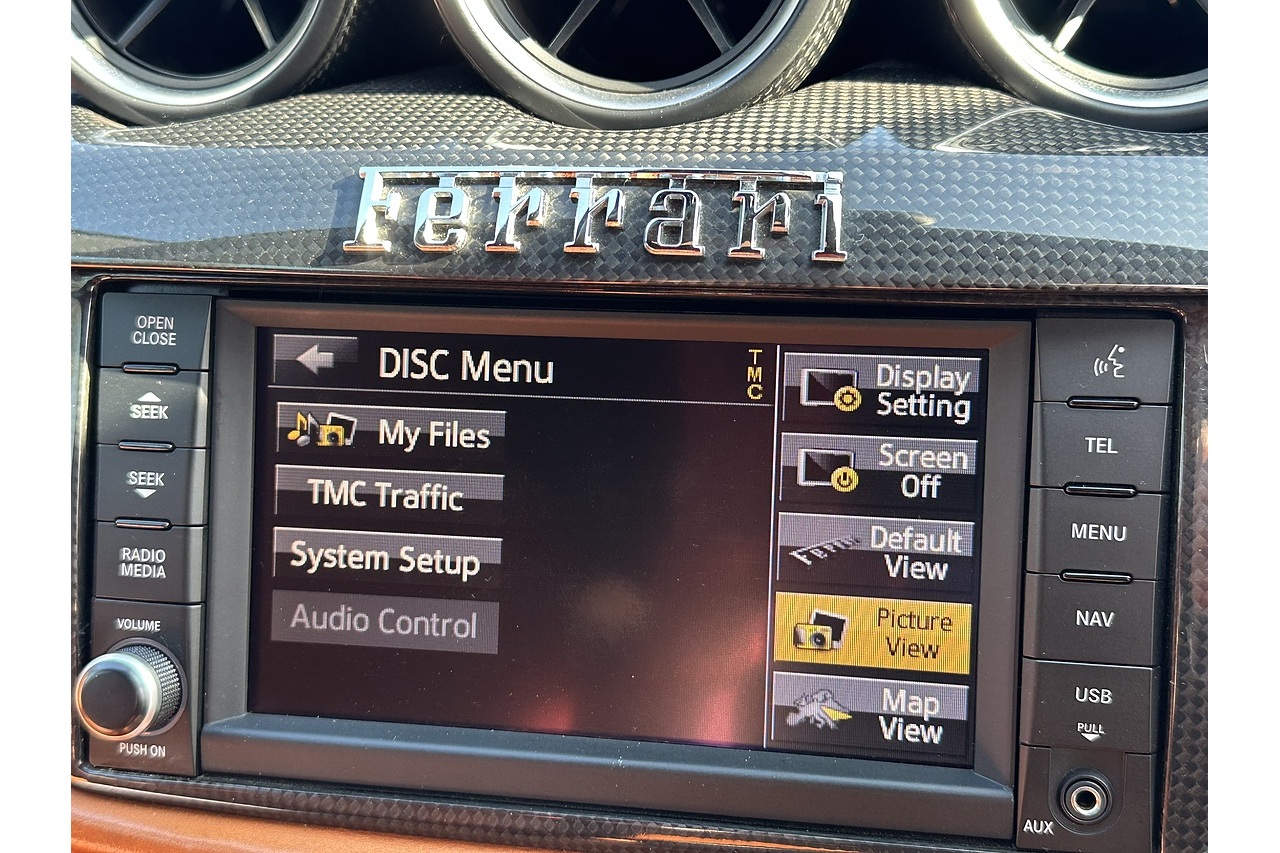 Ferrari
OPEN
CLOSE
SEEK
SEEK
RADIO
MEDIA
VOLUME
PUSH ON
DISC Menu
TMC
My Files
TMC Traffic
System Setup
Audio Control
Display
Setting
Screen
Off
Ferrari
Default
View
Picture
View
Map
View
TEL
MENU
NAV
USB
PULL
AUX